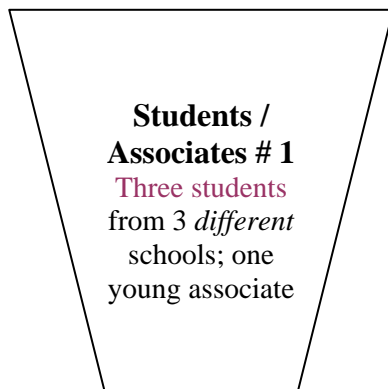 Students /
Associates # 1
Three students
from 3 different
schools; one
young associate